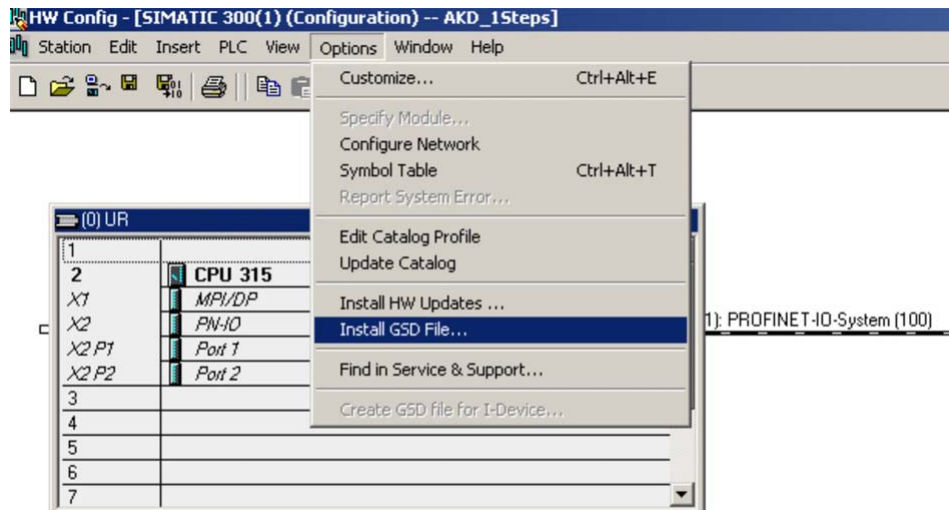 HW Config - [SIMATIC 300(1) (Configuration) -- AKD_1Steps]
Station Edit Insert PLC View Options Window Help
Customize... Ctrl+Alt+E
Specify Module...
Configure Network
Symbol Table Ctrl+Alt+T
Report System Error...
Edit Catalog Profile
Update Catalog
Install HW Updates ...
Install GSD File...
Find in Service & Support...
Create GSD file for I-Device...
(0) UR
1
2 CPU 315
X1 MPI/DP
X2 PN-IO
X2 P1 Port 1
X2 P2 Port 2
3
4
5
6
7
1): PROFINET-IO-System (100)